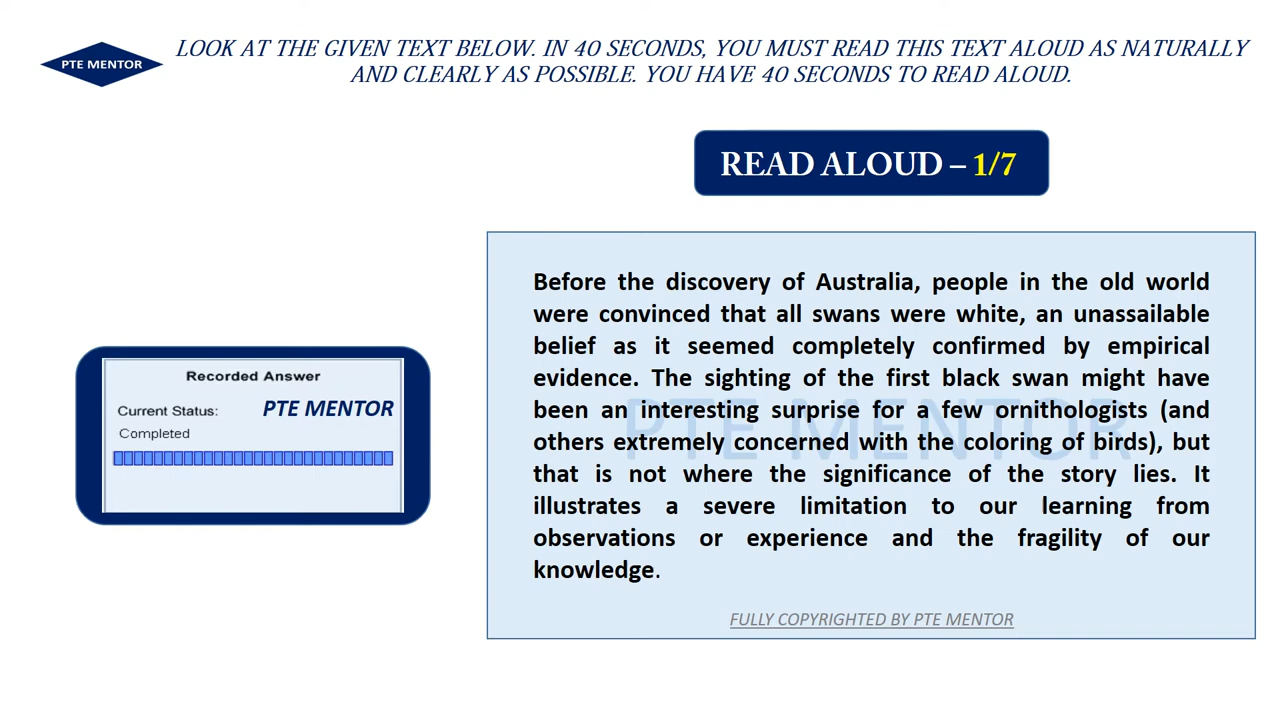 PTE MENTOR
LOOK AT THE GIVEN TEXT BELOW. IN 40 SECONDS, YOU MUST READ THIS TEXT ALOUD AS NATURALLY
AND CLEARLY AS POSSIBLE. YOU HAVE 40 SECONDS TO READ ALOUD.
READ ALOUD – 1/7
Recorded Answer
Current Status: PTE MENTOR
Completed
Before the discovery of Australia, people in the old world
were convinced that all swans were white, an unassailable
belief as it seemed completely confirmed by empirical
evidence. The sighting of the first black swan might have
been an interesting surprise for a few ornithologists (and
others extremely concerned with the coloring of birds), but
that is not where the significance of the story lies. It
illustrates a severe limitation to our learning from
observations or experience and the fragility of our
knowledge.
PTE MENTOR
FULLY COPYRIGHTED BY PTE MENTOR